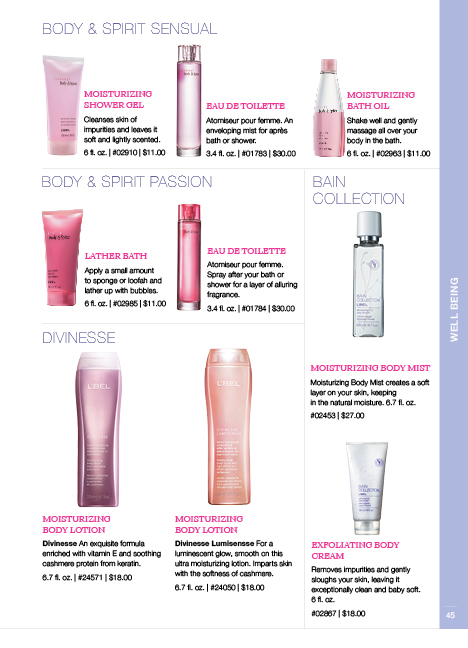 BODY & SPIRIT SENSUAL
MOISTURIZING
SHOWER GEL
Cleanses skin of
impurities and leaves it
soft and lightly scented.
6 fl. oz. | #02910 | $11.00
EAU DE TOILETTE
Atomiseur pour femme. An
enveloping mist for après
bath or shower.
3.4 fl. oz. | #01783 | $30.00
MOISTURIZING
BATH OIL
Shake well and gently
massage all over your
body in the bath.
6 fl. oz. | #02963 | $11.00
BODY & SPIRIT PASSION
LATHER BATH
Apply a small amount
to sponge or loofah and
lather up with bubbles.
6 fl. oz. | #02985 | $11.00
EAU DE TOILETTE
Atomiseur pour femme.
Spray after your bath or
shower for a layer of alluring
fragrance.
3.4 fl. oz. | #01784 | $30.00
BAIN
COLLECTION
BAIN
COLLECTION
L'BEL
MOISTURIZING BODY MIST
Moisturizing Body Mist creates a soft
layer on your skin, keeping
in the natural moisture. 6.7 fl. oz.
#02453 | $27.00
DIVINESSE
L'BEL
L'BEL
MOISTURIZING
BODY LOTION
Divinesse An exquisite formula
enriched with vitamin E and soothing
cashmere protein from keratin.
6.7 fl. oz. | #24571 | $18.00
MOISTURIZING
BODY LOTION
Divinesse Lumisensse For a
luminescent glow, smooth on this
ultra moisturizing lotion. Imparts skin
with the softness of cashmere.
6.7 fl. oz. | #24050 | $18.00
BAIN
COLLECTION
EXFOLIATING BODY
CREAM
Removes impurities and gently
sloughs your skin, leaving it
exceptionally clean and baby soft.
6 fl. oz.
#02867 | $18.00
WELL BEING
45